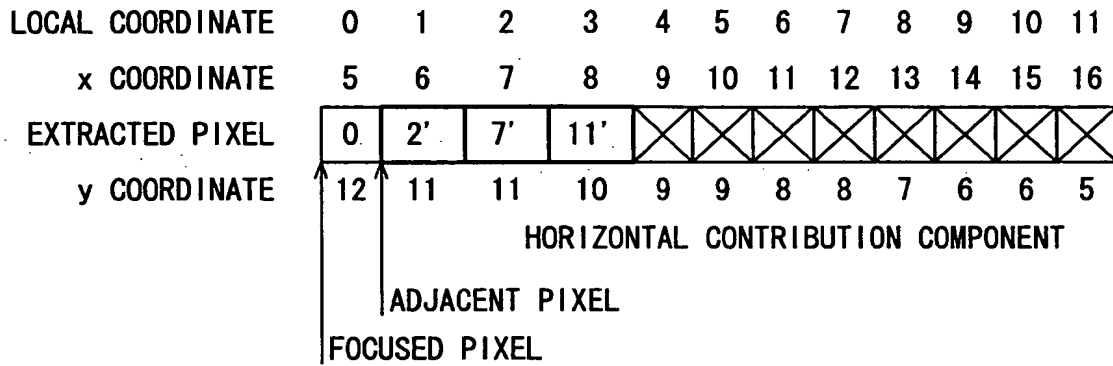 LOCAL COORDINATE 0 1 2 3 4 5 6 7 8 9 10 11
x COORDINATE 5 6 7 8 9 10 11 12 13 14 15 16
EXTRACTED PIXEL 0 2' 7' 11'
y COORDINATE 12 11 11 10 9 9 8 8 7 6 6 5
HORIZONTAL CONTRIBUTION COMPONENT
ADJACENT PIXEL
FOCUSED PIXEL